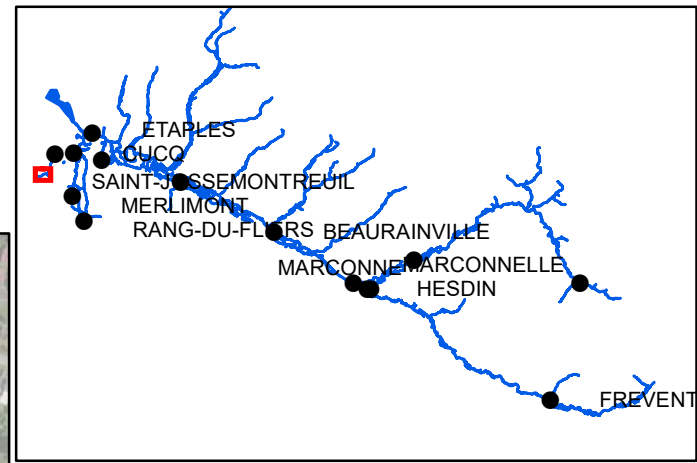 ETAPLES
CUCQ
SAINT-JOSSE
MONTREUIL
MERLIMONT
RANG-DU-FLIERS
BEAURAINVILLE
MARCONNE
MARCONNELLE
HESDIN
FREVENT